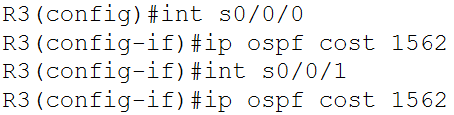 R3(config)#int s0/0/0
R3(config-if)#ip ospf cost 1562
R3(config-if)#int s0/0/1
R3(config-if)#ip ospf cost 1562